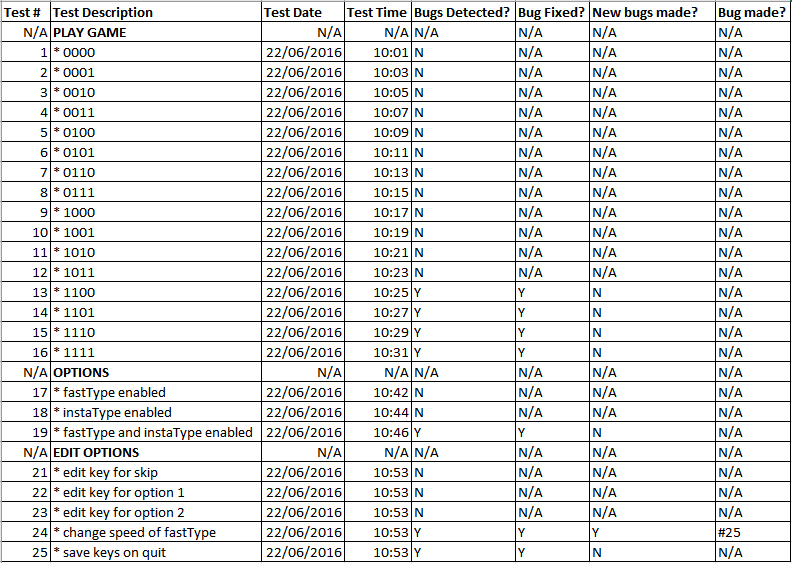 Test # Test Description Test Date Test Time Bugs Detected? Bug Fixed? New bugs made? Bug made?
N/A PLAY GAME N/A N/A N/A N/A N/A N/A
1 * 0000 22/06/2016 10:01 N N/A N/A N/A
2 * 0001 22/06/2016 10:03 N N/A N/A N/A
3 * 0010 22/06/2016 10:05 N N/A N/A N/A
4 * 0011 22/06/2016 10:07 N N/A N/A N/A
5 * 0100 22/06/2016 10:09 N N/A N/A N/A
6 * 0101 22/06/2016 10:11 N N/A N/A N/A
7 * 0110 22/06/2016 10:13 N N/A N/A N/A
8 * 0111 22/06/2016 10:15 N N/A N/A N/A
9 * 1000 22/06/2016 10:17 N N/A N/A N/A
10 * 1001 22/06/2016 10:19 N N/A N/A N/A
11 * 1010 22/06/2016 10:21 N N/A N/A N/A
12 * 1011 22/06/2016 10:23 N N/A N/A N/A
13 * 1100 22/06/2016 10:25 Y Y N N/A
14 * 1101 22/06/2016 10:27 Y Y N N/A
15 * 1110 22/06/2016 10:29 Y Y N N/A
16 * 1111 22/06/2016 10:31 Y Y N N/A
N/A OPTIONS N/A N/A N/A N/A N/A N/A
17 * fastType enabled 22/06/2016 10:42 N N/A N/A N/A
18 * instaType enabled 22/06/2016 10:44 N N/A N/A N/A
19 * fastType and instaType enabled 22/06/2016 10:46 Y Y N N/A
N/A EDIT OPTIONS N/A N/A N/A N/A N/A N/A
21 * edit key for skip 22/06/2016 10:53 N N/A N/A N/A
22 * edit key for option 1 22/06/2016 10:53 N N/A N/A N/A
23 * edit key for option 2 22/06/2016 10:53 N N/A N/A N/A
24 * change speed of fastType 22/06/2016 10:53 Y Y Y #25
25 * save keys on quit 22/06/2016 10:53 Y Y N N/A